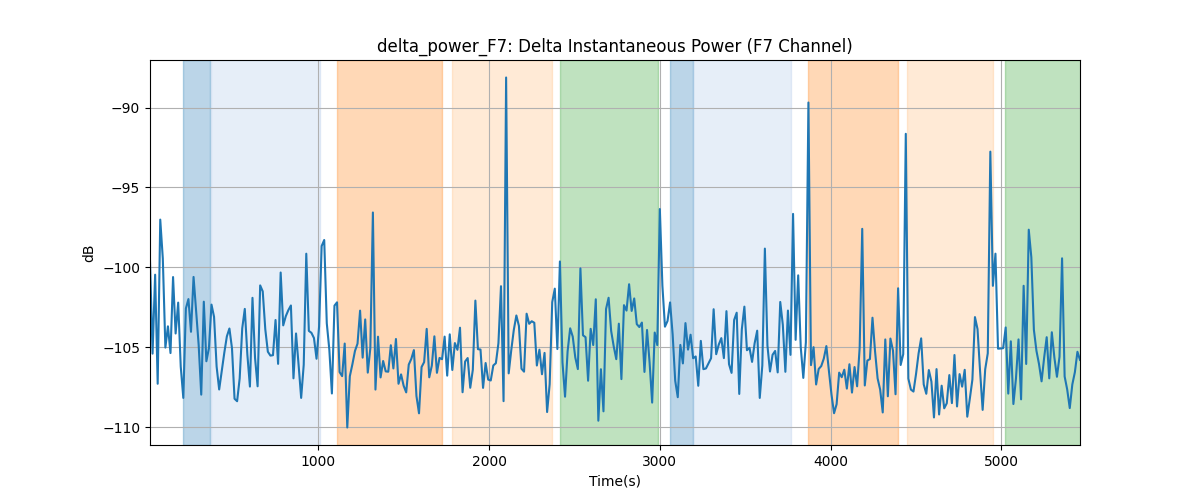 delta_power_F7: Delta Instantaneous Power (F7 Channel)
−90
−95
−100
−105
−110
dB
1000 2000 3000 4000 5000
Time(s)